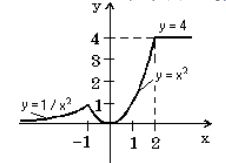 y
y = 4
4
3
2
y = x²
y = 1 / x²
1
-1
1
2
x